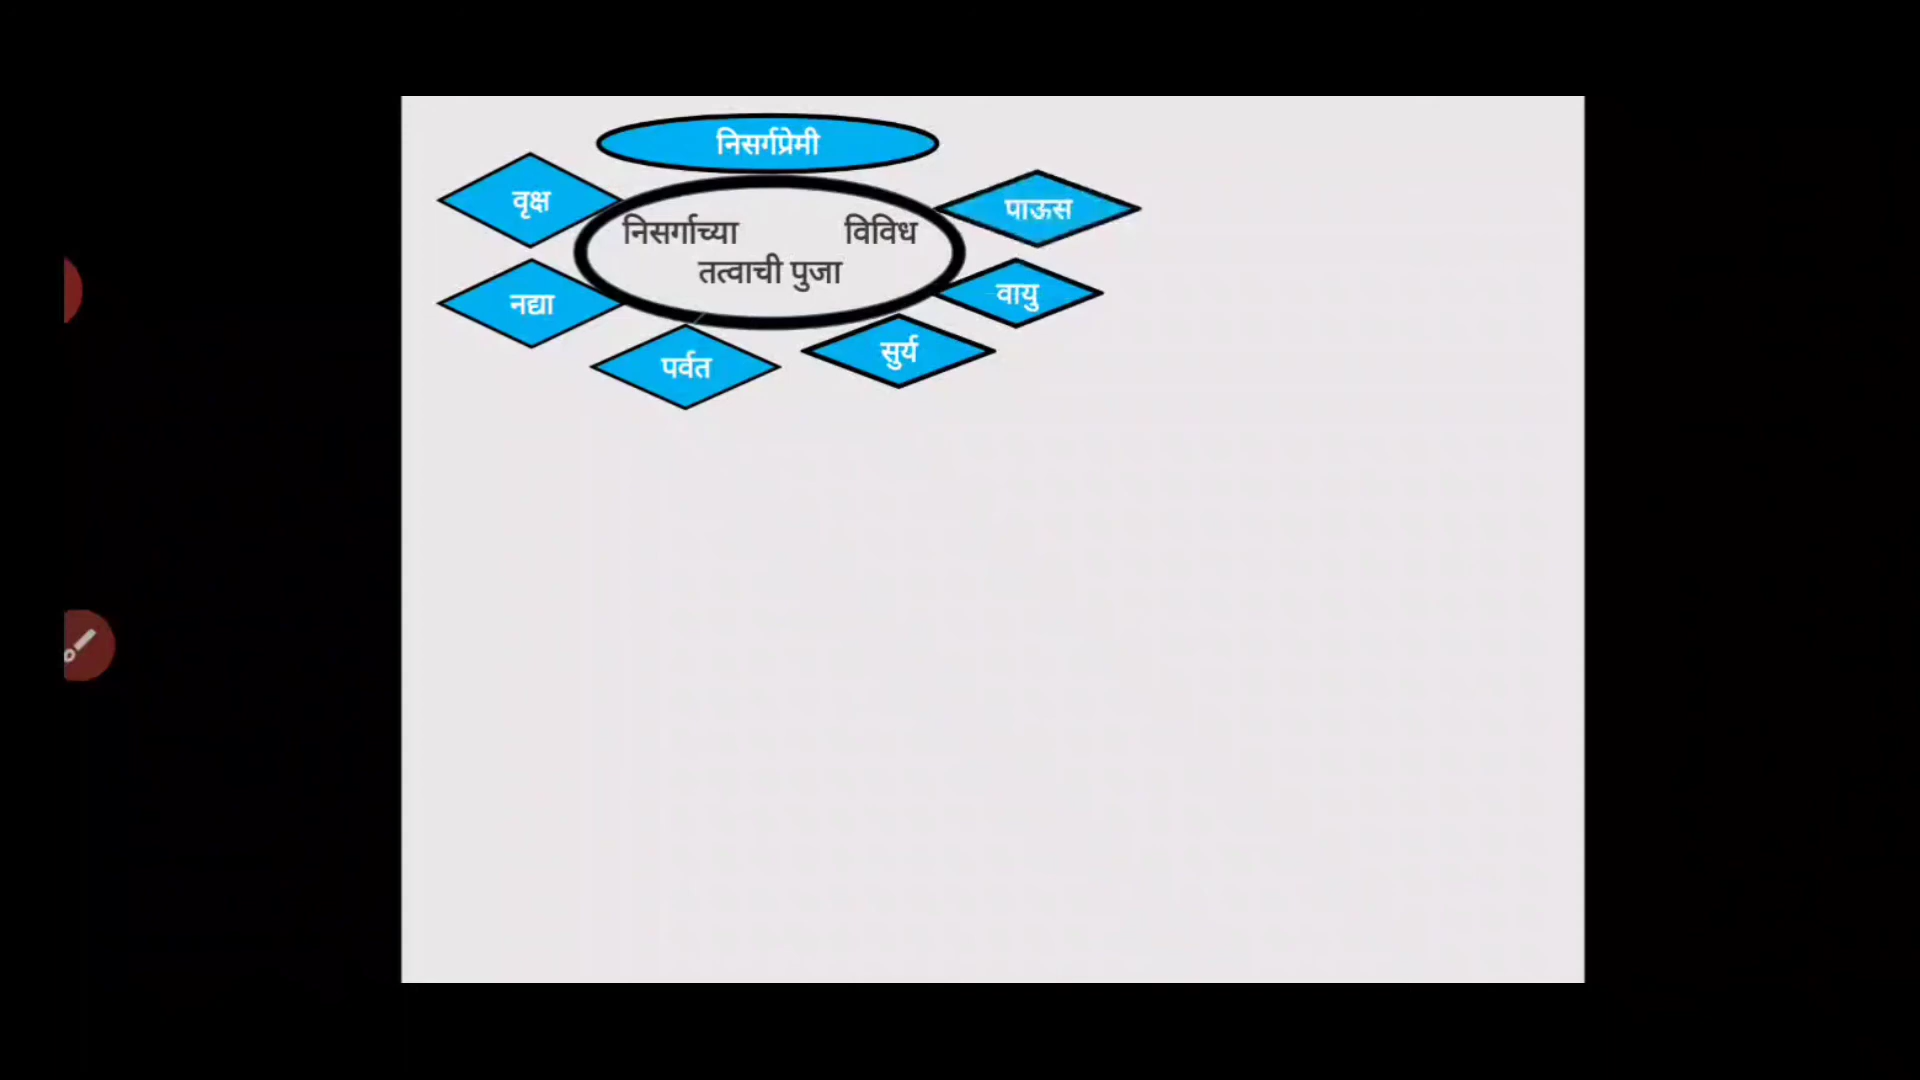 निसर्गप्रेमी
वृक्ष
पाऊस
निसर्गाच्या विविध
तत्वाची पुजा
नद्या
वायु
पर्वत
सुर्य